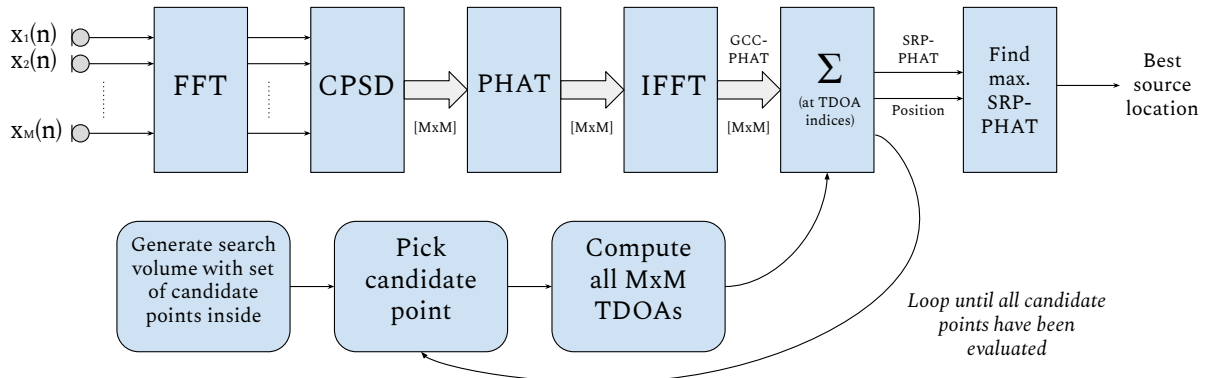 x₁(n)
x₂(n)
xₘ(n)
FFT
CPSD
[MxM]
PHAT
[MxM]
IFFT
GCC-
PHAT
[MxM]
Σ
(at TDOA
indices)
SRP-
PHAT
Position
Find
max.
SRP-
PHAT
Best
source
location
Generate search
volume with set
of candidate
points inside
Pick
candidate
point
Compute
all MxM
TDOAs
Loop until all candidate
points have been
evaluated